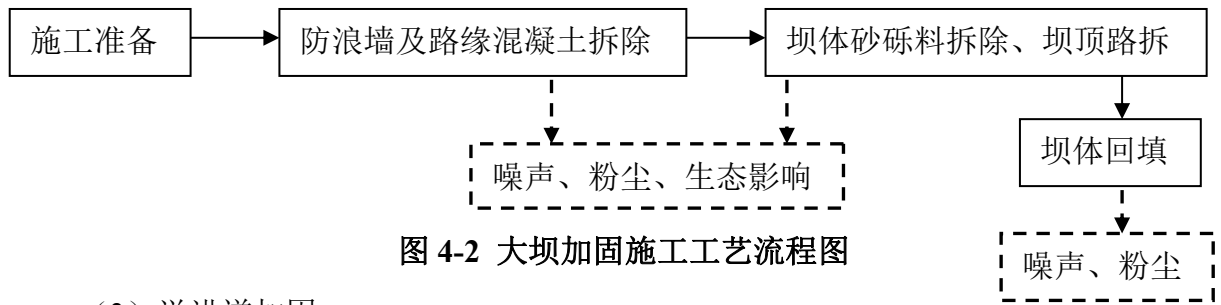 施工准备
防浪墙及路缘混凝土拆除
坝体砂砾料拆除、坝顶路拆
坝体回填
噪声、粉尘、生态影响
图 4-2 大坝加固施工工艺流程图
噪声、粉尘